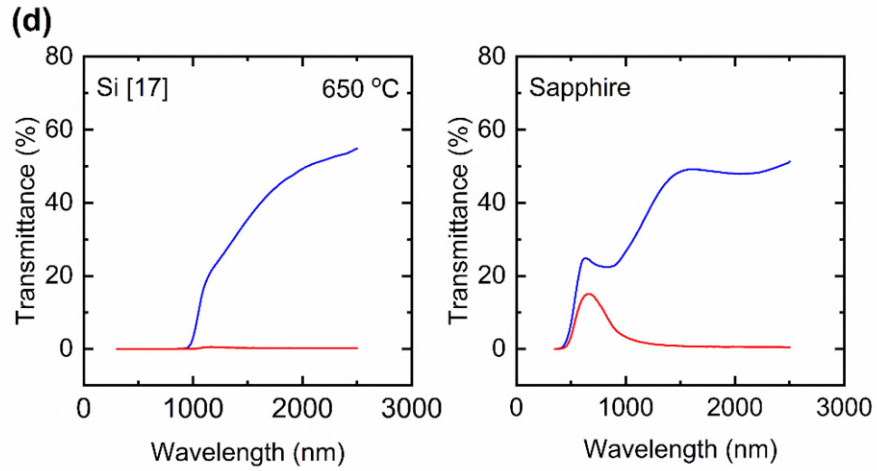 (d)
80
60
40
20
0
Transmittance (%)
Si [17]
650 °C
0
1000
2000
3000
Wavelength (nm)
80
60
40
20
0
Transmittance (%)
Sapphire
0
1000
2000
3000
Wavelength (nm)